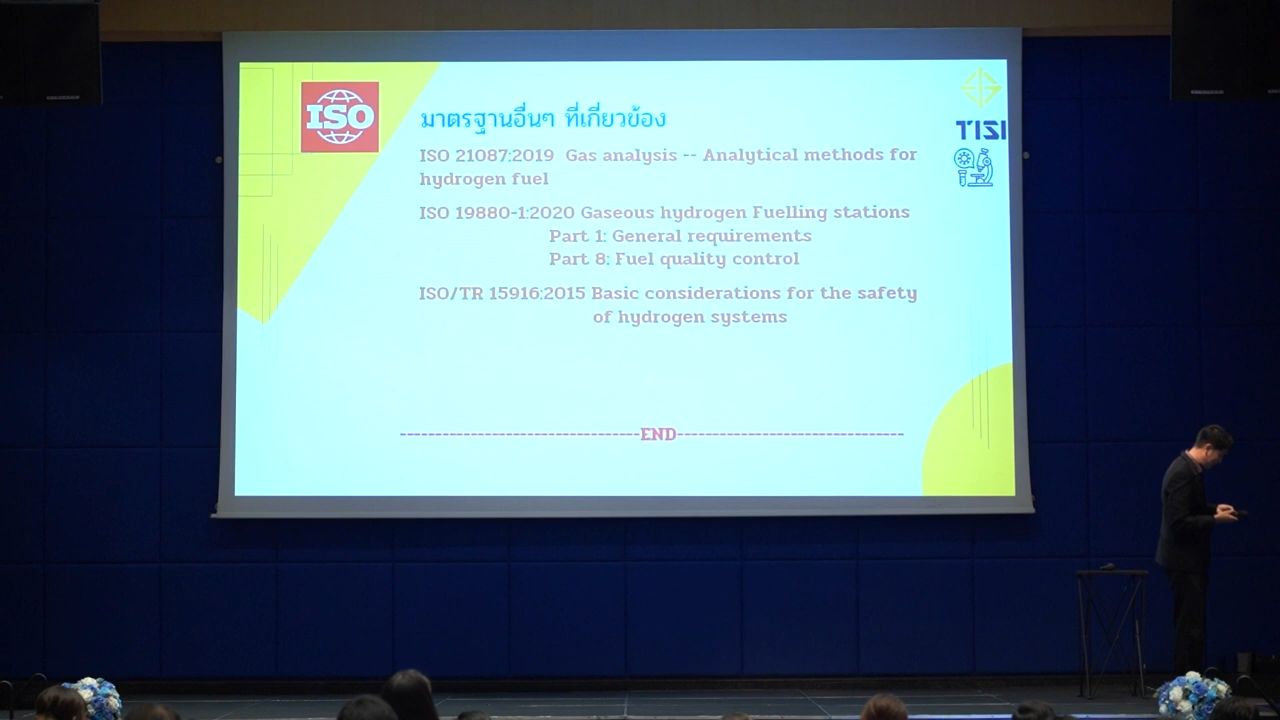 ISO
มาตรฐานอื่นๆ ที่เกี่ยวข้อง
TISI
ISO 21087:2019 Gas analysis -- Analytical methods for
hydrogen fuel
ISO 19880-1:2020 Gaseous hydrogen Fuelling stations
Part 1: General requirements
Part 8: Fuel quality control
ISO/TR 15916:2015 Basic considerations for the safety
of hydrogen systems
----------------------------------END--------------------------------